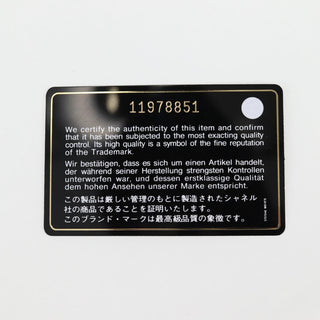 11978851
We certify the authenticity of this item and confirm
that it has been subjected to the most exacting quality
control. Its high quality is a symbol of the fine reputation
of the Trademark.
Wir bestätigen, dass es sich um einen Artikel handelt,
der während seiner Herstellung strengsten Kontrollen
unterworfen war, und dessen erstklassige Qualität
dem hohen Ansehen unserer Marke entspricht.
この製品は厳しい管理のもとに製造されたシャネル
社の商品であることを証明いたします。
このブランド・マークは最高級品質の象徴です。